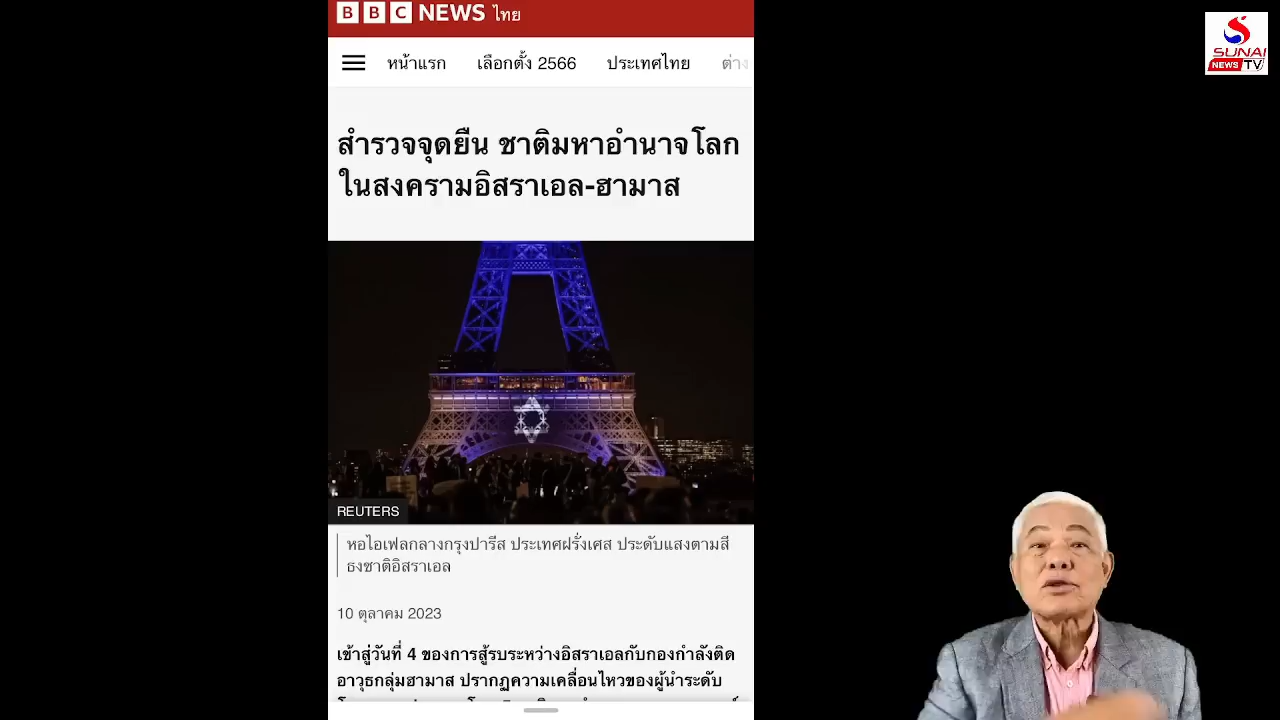 BBC NEWS ไทย
หน้าแรก เลือกตั้ง 2566 ประเทศไทย ต่าง
SUNAI
NEWS TV
สำรวจจุดยืน ชาติมหาอำนาจโลก
ในสงครามอิสราเอล-ฮามาส
REUTERS
หอไอเฟลกลางกรุงปารีส ประเทศฝรั่งเศส ประดับแสงตามสี
ธงชาติอิสราเอล
10 ตุลาคม 2023
เข้าสู่วันที่ 4 ของการสู้รบระหว่างอิสราเอลกับกองกำลังติด
อาวุธกลุ่มฮามาส ปรากฏความเคลื่อนไหวของผู้นำระดับ